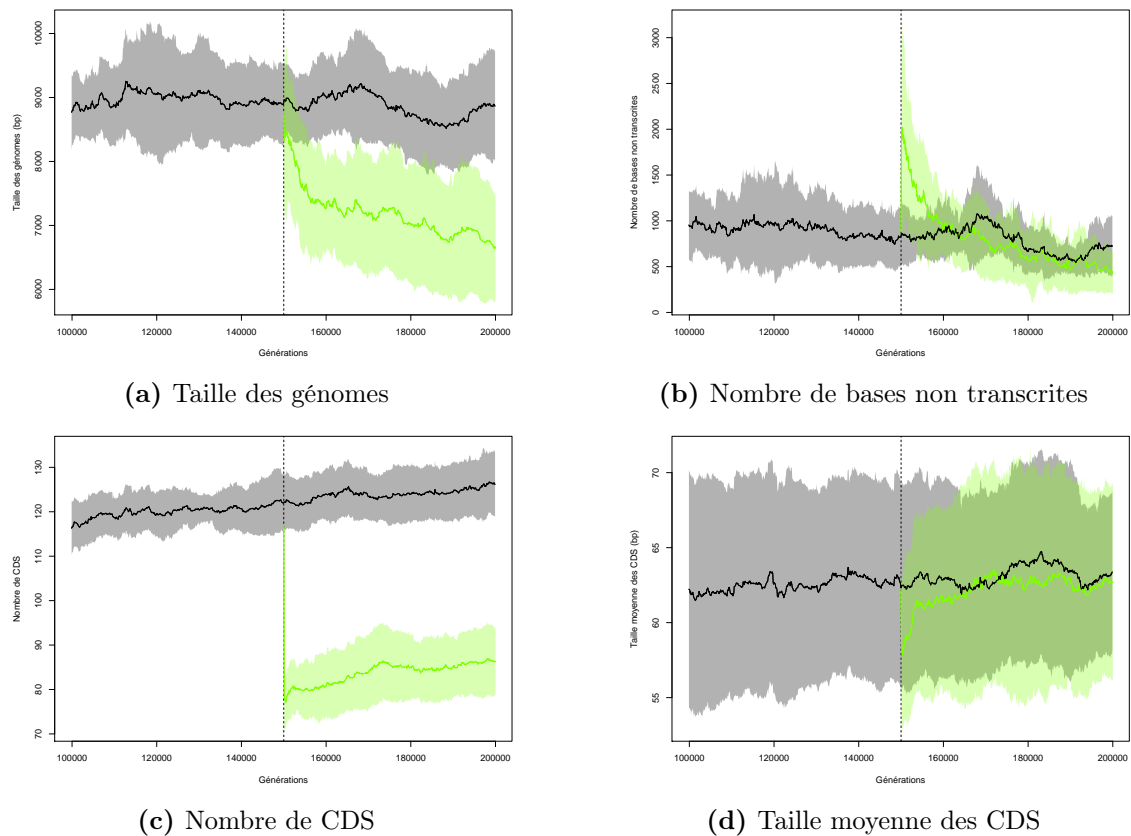 10000
9000
8000
7000
6000
Taille des génomes (bp)
100000 120000 140000 160000 180000 200000
Générations
(a) Taille des génomes
3000
2500
2000
1500
1000
500
0
Nombre de bases non transcrites
100000 120000 140000 160000 180000 200000
Générations
(b) Nombre de bases non transcrites
130
120
110
100
90
80
70
Nombre de CDS
100000 120000 140000 160000 180000 200000
Générations
(c) Nombre de CDS
70
65
60
55
Taille moyenne des CDS (bp)
100000 120000 140000 160000 180000 200000
Générations
(d) Taille moyenne des CDS